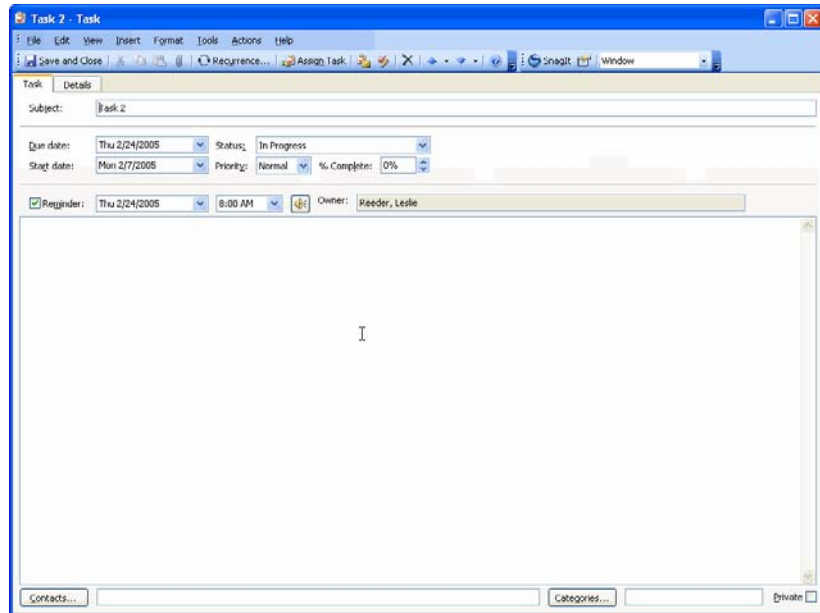 Task 2 - Task
File Edit View Insert Format Tools Actions Help
Save and Close Recurrence... Assign Task SnagIt Window
Task Details
Subject: Task 2
Due date: Thu 2/24/2005 Status: In Progress
Start date: Mon 2/7/2005 Priority: Normal % Complete: 0%
Reminder: Thu 2/24/2005 8:00 AM Owner: Reeder, Leslie
Contacts... Categories... Private